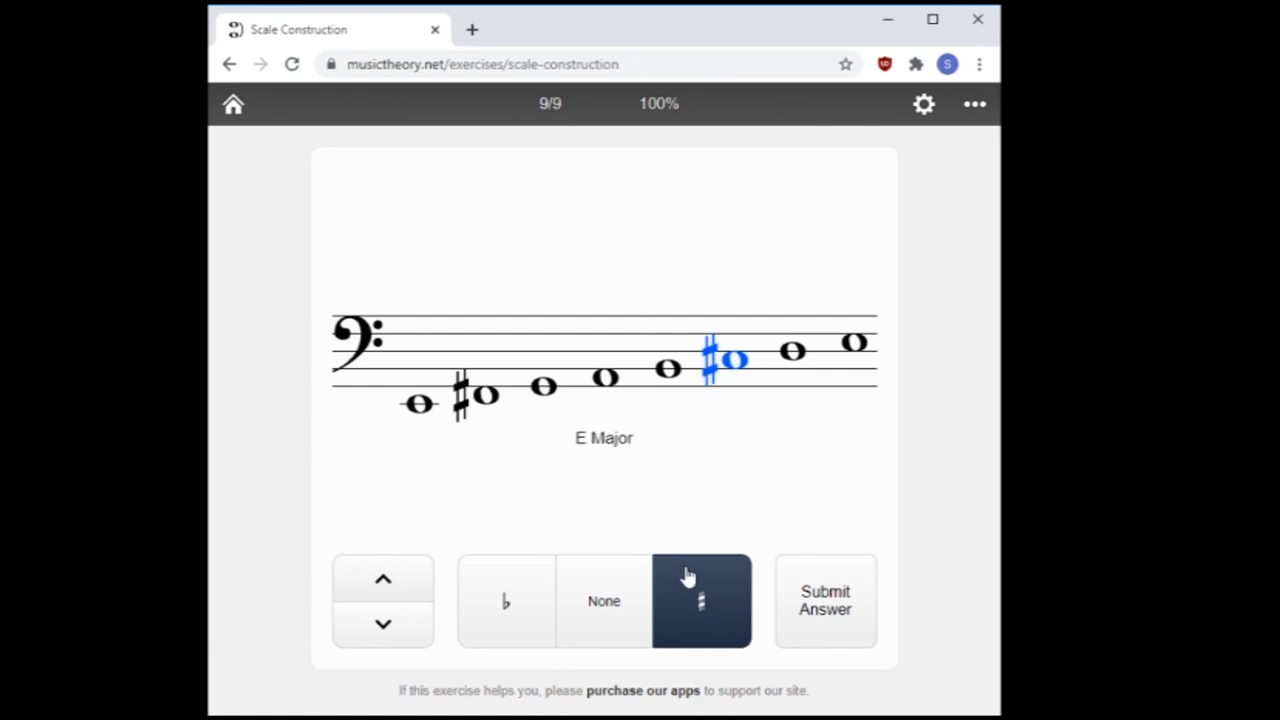 Scale Construction
musictheory.net/exercises/scale-construction
S
9/9 100%
E Major
♭ None ♯ Submit Answer
If this exercise helps you, please purchase our apps to support our site.